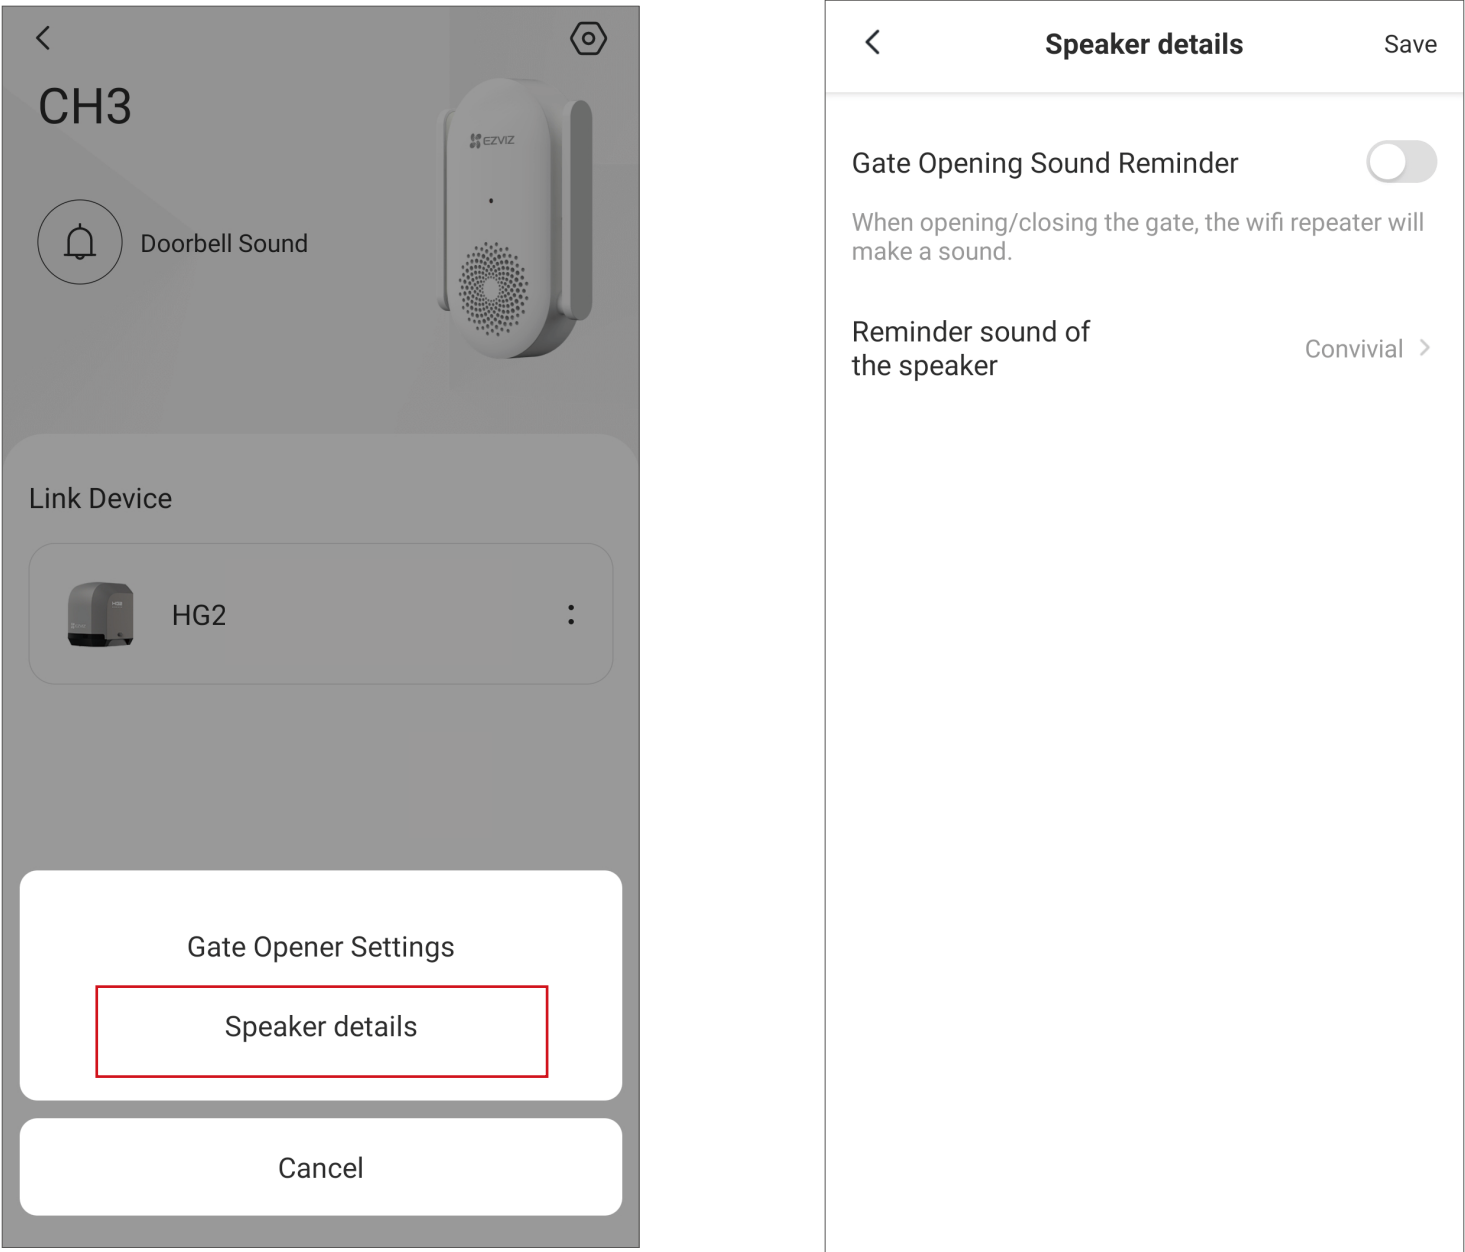 CH3
EZVIZ
Doorbell Sound
Link Device
HG2
Gate Opener Settings
Speaker details
Cancel
Speaker details
Save
Gate Opening Sound Reminder
When opening/closing the gate, the wifi repeater will
make a sound.
Reminder sound of
the speaker
Convivial